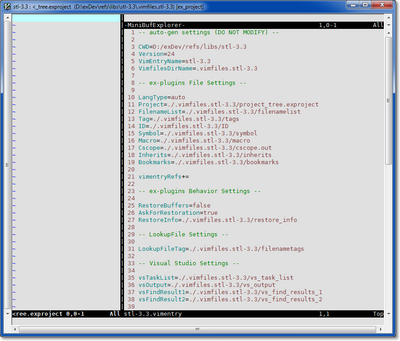 stl-3.3 : <_tree.exproject (D:\exDev\refs\libs\stl-3.3\.vimfiles.stl-3.3) [ex_project]
-MiniBufExplorer- 1,0-1 All
1 -- auto-gen settings (DO NOT MODIFY) --
2
3 CWD=D:/exDev/refs/libs/stl-3.3
4 Version=24
5 VimEntryName=stl-3.3
6 VimfilesDirName=.vimfiles.stl-3.3
7
8 -- ex-plugins File Settings --
9
10 LangType=auto
11 Project=./.vimfiles.stl-3.3/project_tree.exproject
12 FilenameList=./.vimfiles.stl-3.3/filenamelist
13 Tag=./.vimfiles.stl-3.3/tags
14 ID=./.vimfiles.stl-3.3/ID
15 Symbol=./.vimfiles.stl-3.3/symbol
16 Macro=./.vimfiles.stl-3.3/macro
17 Cscope=./.vimfiles.stl-3.3/cscope.out
18 Inherits=./.vimfiles.stl-3.3/inherits
19 Bookmarks=./.vimfiles.stl-3.3/bookmarks
20
21 vimentryRefs+=
22
23 -- ex-plugins Behavior Settings --
24
25 RestoreBuffers=false
26 AskForRestoration=true
27 RestoreInfo=./.vimfiles.stl-3.3/restore_info
28
29 -- LookupFile Settings --
30
31 LookupFileTag=./.vimfiles.stl-3.3/filenametags
32
33 -- Visual Studio Settings --
34
35 vsTaskList=./.vimfiles.stl-3.3/vs_task_list
36 vsOutput=./.vimfiles.stl-3.3/vs_output
37 vsFindResult1=./.vimfiles.stl-3.3/vs_find_results_1
38 vsFindResult2=./.vimfiles.stl-3.3/vs_find_results_2
39
<ree.exproject 0,0-1 All stl-3.3.vimentry 1,1 Top